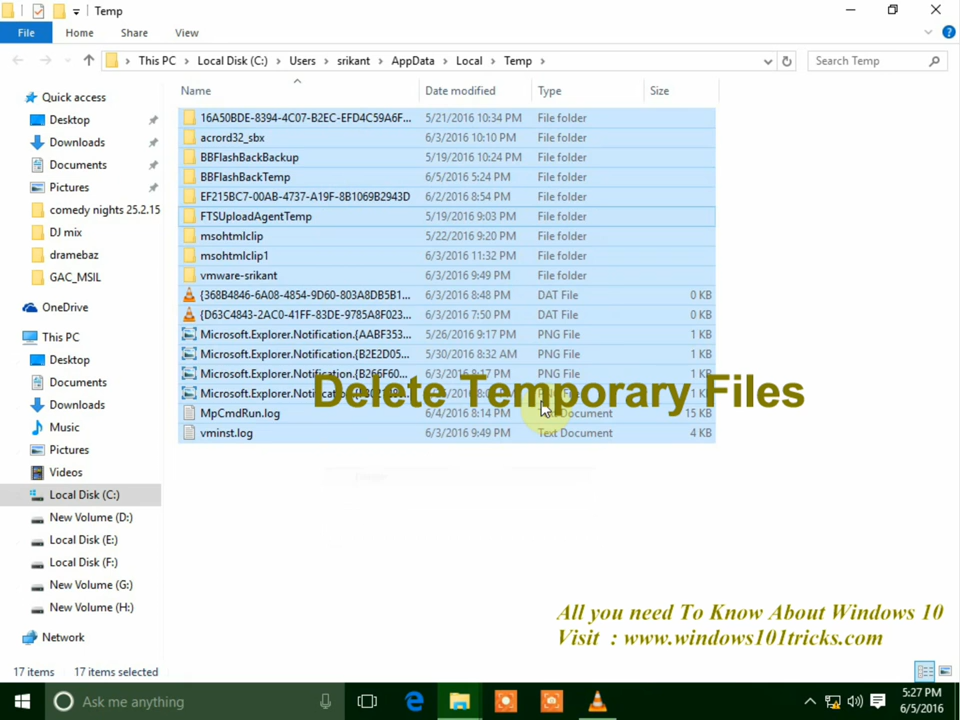 Temp
File Home Share View
This PC Local Disk (C:) Users srikant AppData Local Temp
Search Temp
Name Date modified Type Size
Quick access
Desktop
Downloads
Documents
Pictures
comedy nights 25.2.15
DJ mix
dramebaz
GAC_MSIL
OneDrive
This PC
Desktop
Documents
Downloads
Music
Pictures
Videos
Local Disk (C:)
New Volume (D:)
Local Disk (E:)
Local Disk (F:)
New Volume (G:)
New Volume (H:)
Network
16A50BDE-8394-4C07-B2EC-EFD4C59A6F... 5/21/2016 10:34 PM File folder
acrord32_sbx 6/3/2016 10:10 PM File folder
BBFlashBackBackup 5/19/2016 10:24 PM File folder
BBFlashBackTemp 6/5/2016 5:24 PM File folder
EF215BC7-00AB-4737-A19F-8B1069B2943D 6/2/2016 8:54 PM File folder
FTSUploadAgentTemp 5/19/2016 9:03 PM File folder
msohtmlclip 5/22/2016 9:20 PM File folder
msohtmlclip1 6/3/2016 11:32 PM File folder
vmware-srikant 6/3/2016 9:49 PM File folder
{368B4846-6A08-4854-9D60-803A8DB5B1... 6/3/2016 8:48 PM DAT File 0 KB
{D63C4843-2AC0-41FF-83DE-9785A8F023... 6/3/2016 7:50 PM DAT File 0 KB
Microsoft.Explorer.Notification.{AABF353... 5/26/2016 9:17 PM PNG File 1 KB
Microsoft.Explorer.Notification.{B2E2D05... 5/30/2016 8:32 AM PNG File 1 KB
Microsoft.Explorer.Notification.{B266F60... 6/3/2016 8:17 PM PNG File 1 KB
Delete Temporary Files
MpCmdRun.log 6/4/2016 8:14 PM Text Document 15 KB
vminst.log 6/3/2016 9:49 PM Text Document 4 KB
All you need To Know About Windows 10
Visit : www.windows101tricks.com
17 items 17 items selected
Ask me anything
5:27 PM
6/5/2016